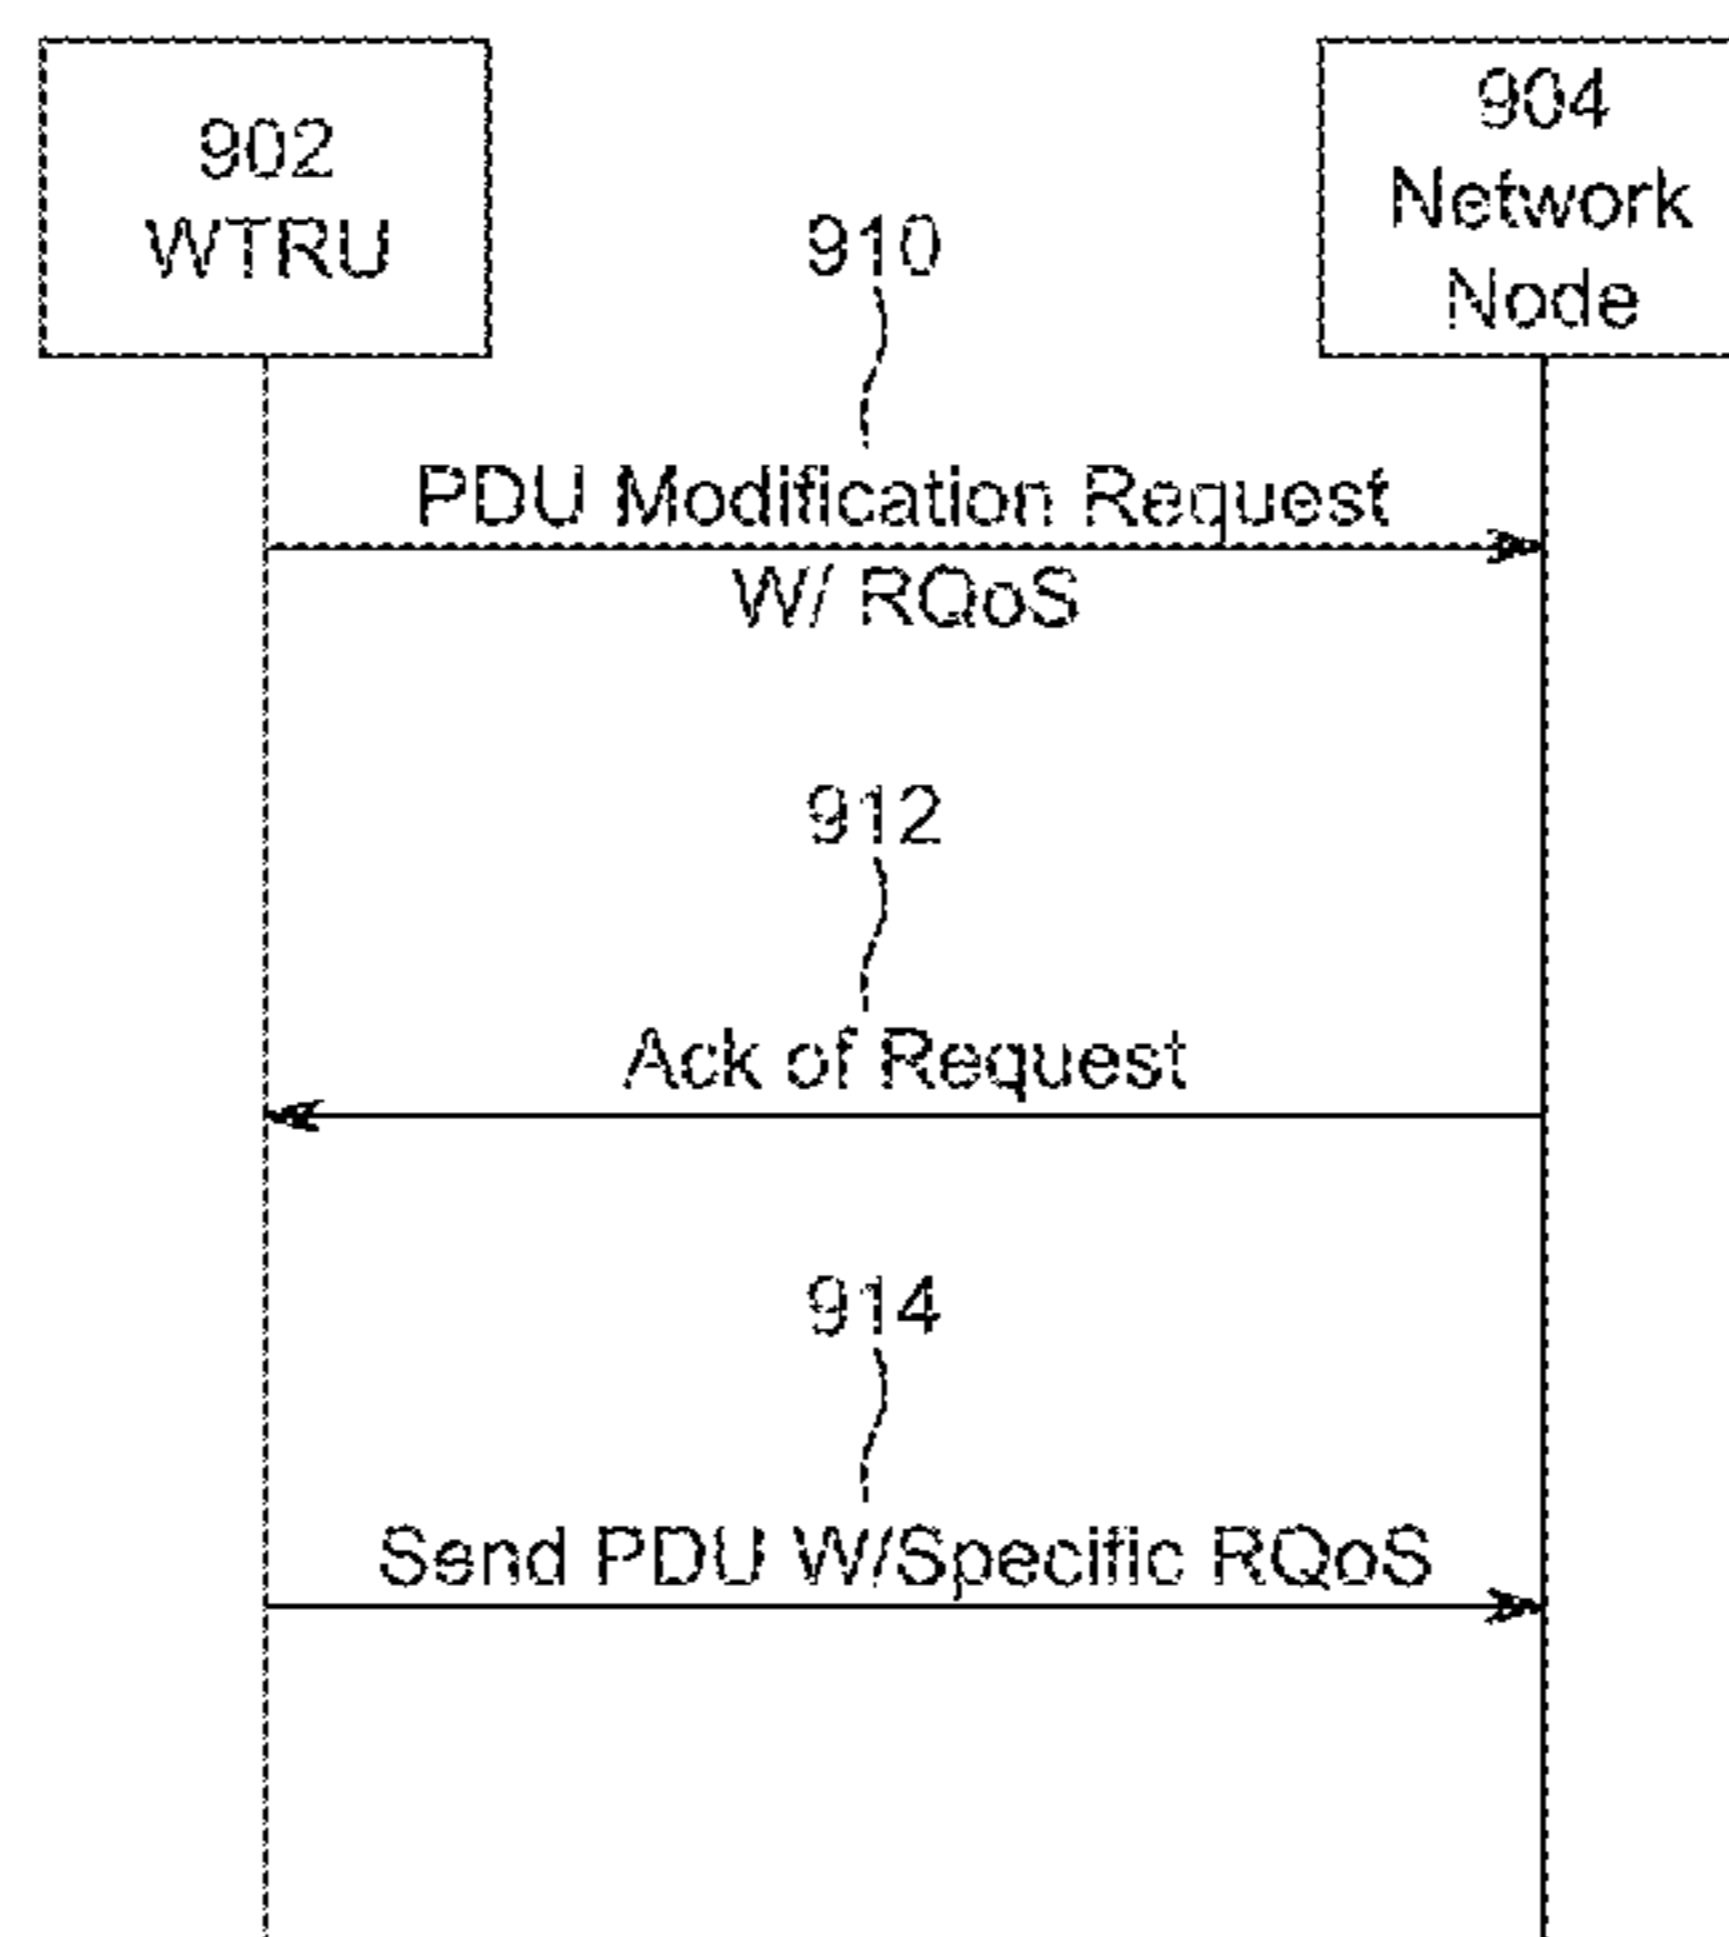 902
WTRU
904
Network
Node
910
PDU Modification Request
W/ RQoS
912
Ack of Request
914
Send PDU W/Specific RQoS